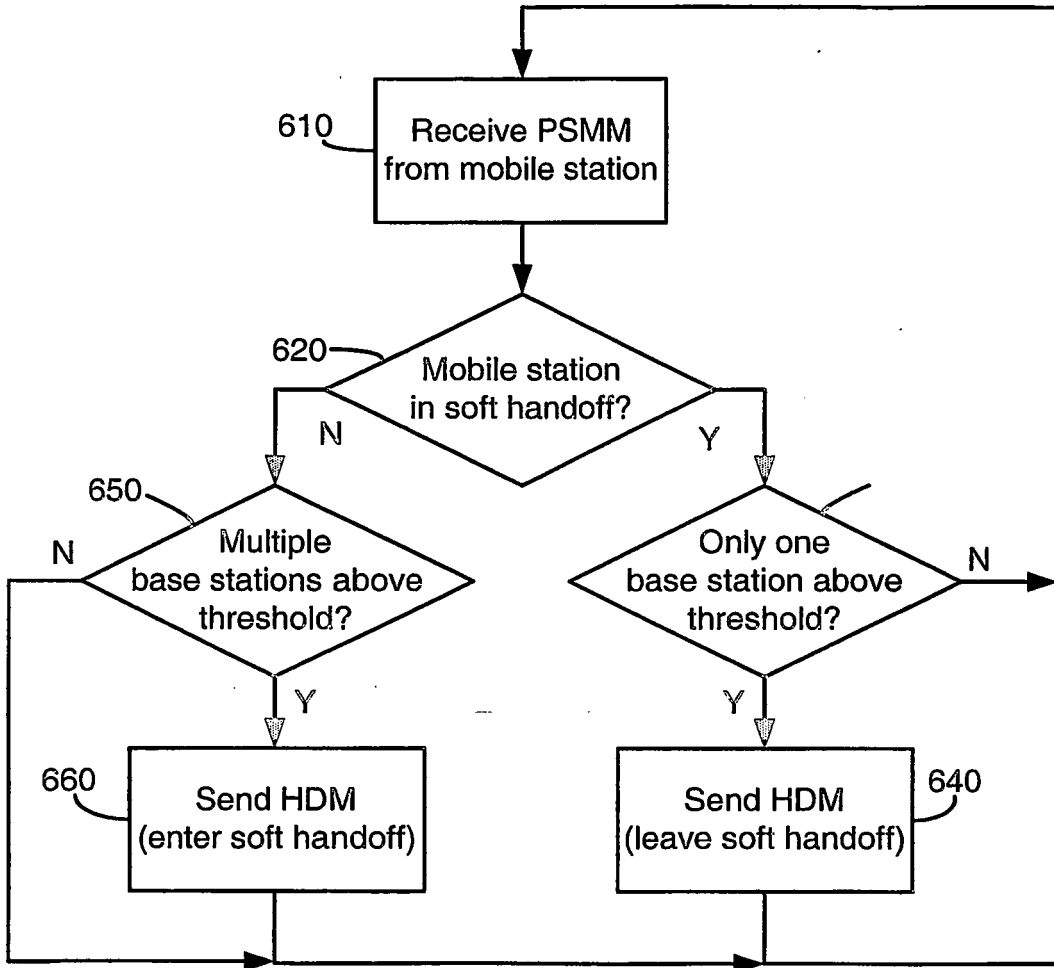 610
Receive PSMM
from mobile station
620
Mobile station
in soft handoff?
N
Y
650
N
Multiple
base stations above
threshold?
Only one
base station above
threshold?
N
Y
Y
660
Send HDM
(enter soft handoff)
Send HDM
(leave soft handoff)
640